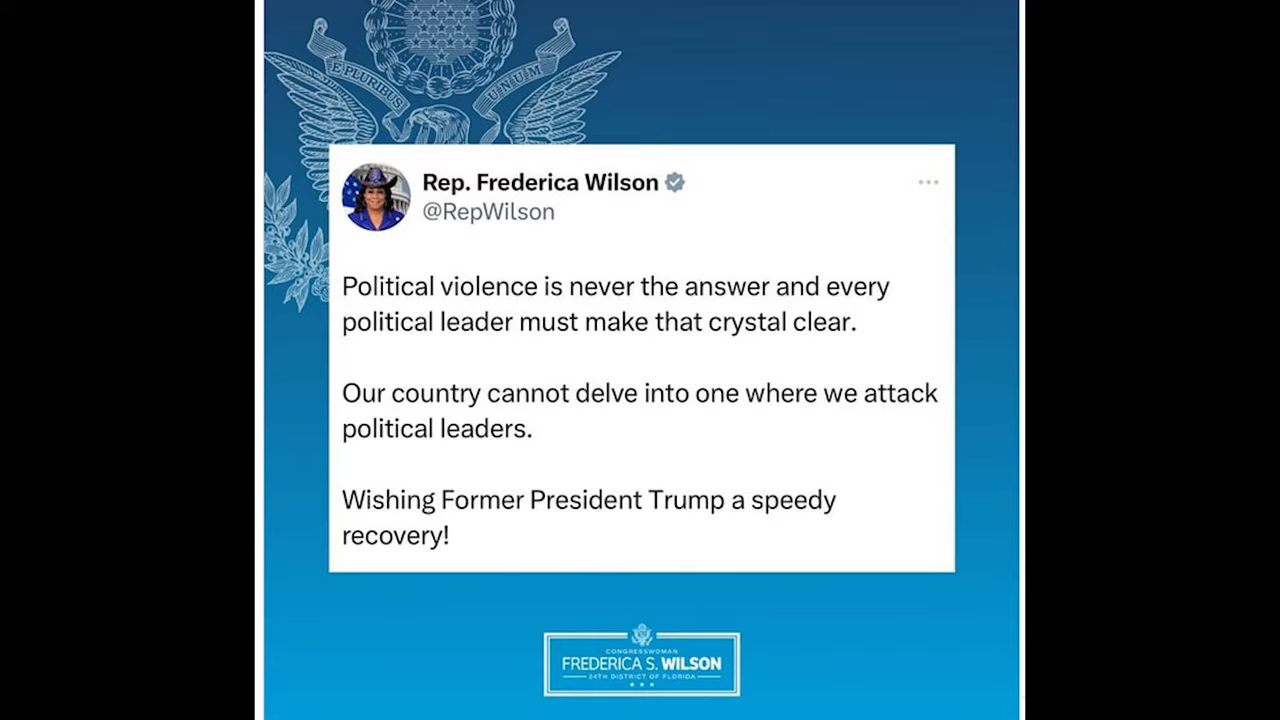 E PLURIBUS UNUM
Rep. Frederica Wilson
@RepWilson
Political violence is never the answer and every
political leader must make that crystal clear.
Our country cannot delve into one where we attack
political leaders.
Wishing Former President Trump a speedy
recovery!
CONGRESSWOMAN
FREDERICA S. WILSON
24TH DISTRICT OF FLORIDA